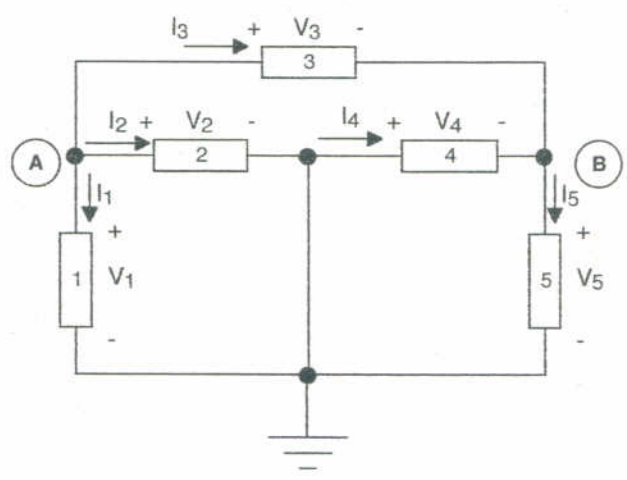 I3 + V3 -
3
I2 + V2 - I4 + V4 -
A 2 4 B
I1 I5
+ +
1 V1 5 V5
- -